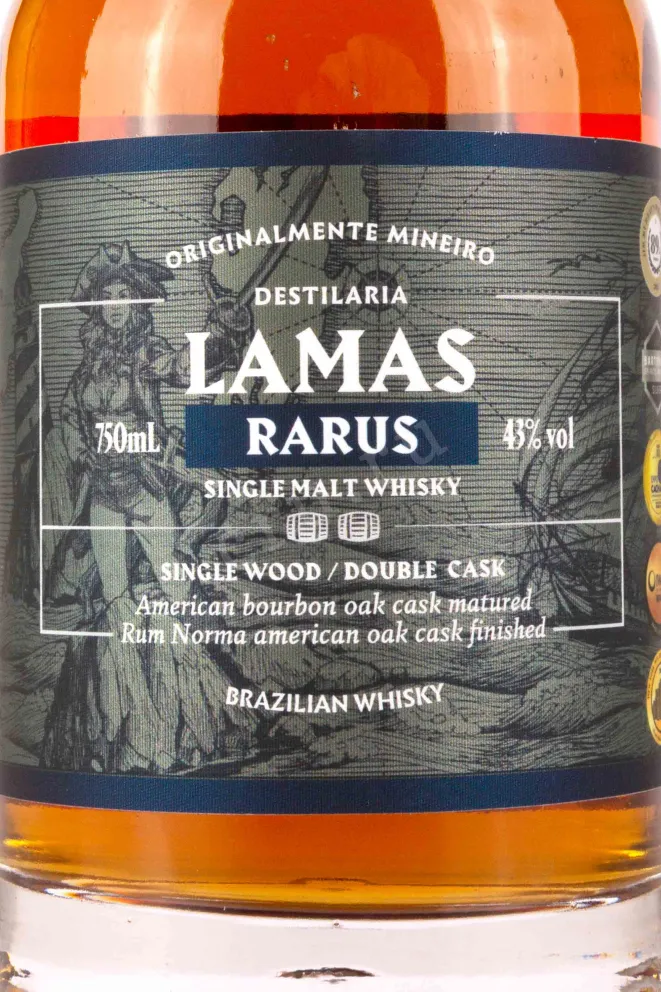 ORIGINALMENTE MINEIRO
DESTILARIA
LAMAS
750mL RARUS 43% vol
SINGLE MALT WHISKY
SINGLE WOOD / DOUBLE CASK
American bourbon oak cask matured
Rum Norma american oak cask finished
BRAZILIAN WHISKY